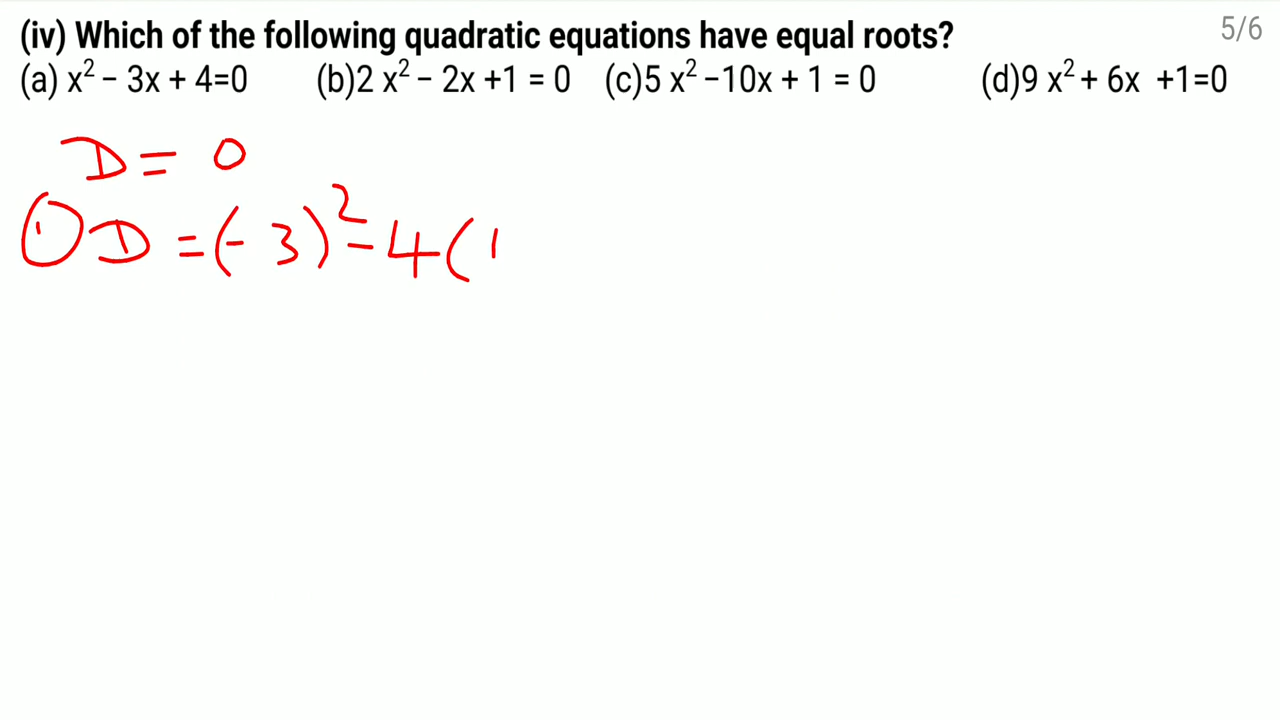 (iv) Which of the following quadratic equations have equal roots?
5/6
(a) x² – 3x + 4=0 (b)2 x² – 2x +1 = 0 (c)5 x² –10x + 1 = 0 (d)9 x² + 6x +1=0
D = 0
① D = (- 3)² - 4 ( 1